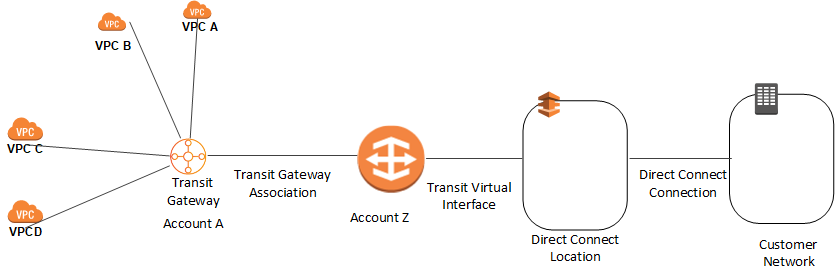 VPC
VPC A
VPC
VPC B
VPC
VPC C
VPC
VPCD
Transit
Gateway
Account A
Transit Gateway
Association
Account Z
Transit Virtual
Interface
Direct Connect
Location
Direct Connect
Connection
Customer
Network